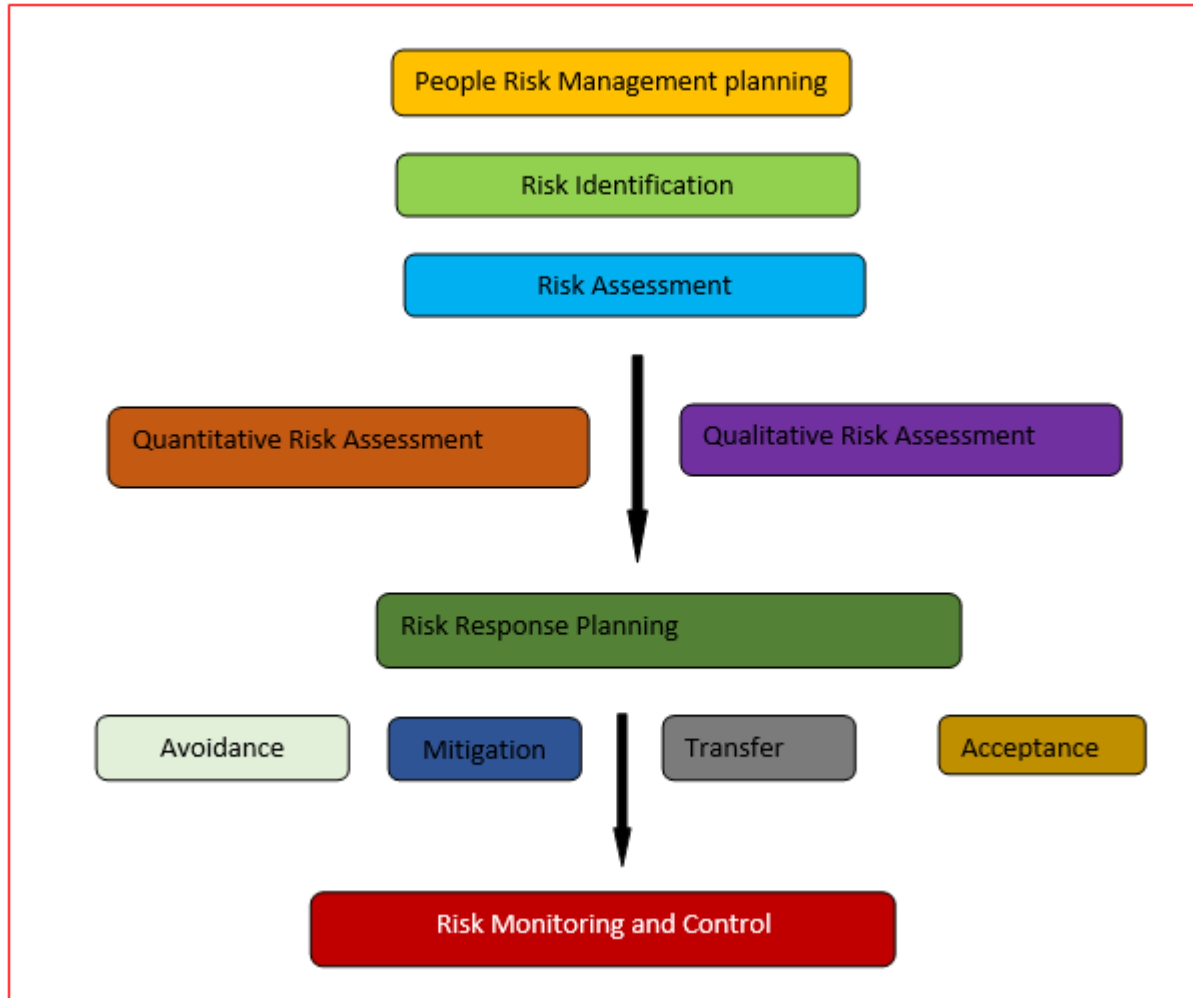 People Risk Management planning
Risk Identification
Risk Assessment
Quantitative Risk Assessment
Qualitative Risk Assessment
Risk Response Planning
Avoidance
Mitigation
Transfer
Acceptance
Risk Monitoring and Control